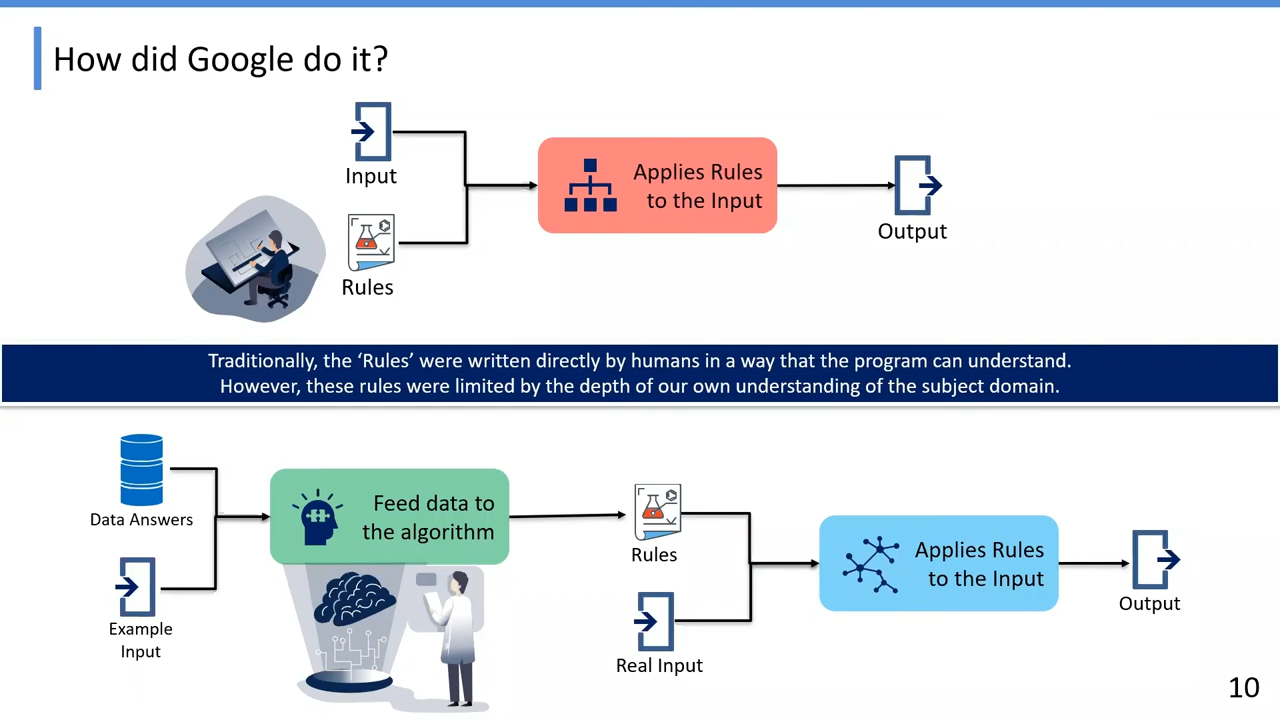 How did Google do it?
Input
Rules
Applies Rules
to the Input
Output
Traditionally, the ‘Rules’ were written directly by humans in a way that the program can understand.
However, these rules were limited by the depth of our own understanding of the subject domain.
Data Answers
Example
Input
Feed data to
the algorithm
Rules
Real Input
Applies Rules
to the Input
Output
10